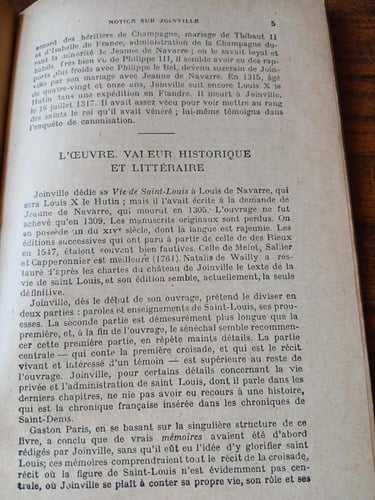 NOTICE SUR JOINVILLE 5
accord des héritiers de Champagne, mariage de Thibaut II
et d'Isabelle de France, administration de la Champagne du-
rant la minorité de Jeanne de Navarre; on le savait loyal et
habile. Très bien vu de Philippe III, il semble avoir eu des rap-
ports plus froids avec Philippe le Bel, devenu suzerain de Join-
ville par son mariage avec Jeanne de Navarre. En 1315, âgé
de quatre-vingt et onze ans, Joinville suit encore Louis X le
Hutin dans une expédition en Flandre. Il meurt à Joinville,
le 16 juillet 1317. Il avait assez vécu pour voir mettre au rang
des saints le roi qu'il avait vénéré; lui-même témoigna dans
l'enquête de canonisation.
L'ŒUVRE. VALEUR HISTORIQUE
ET LITTÉRAIRE
Joinville dédie sa Vie de Saint-Louis à Louis de Navarre, qui
sera Louis X le Hutin; mais il l'avait écrite à la demande de
Jeanne de Navarre, qui mourut en 1305. L'ouvrage ne fut
achevé qu'en 1309. Les manuscrits originaux sont perdus. On
en possède un du XIVe siècle, dont la langue est rajeunie. Les
éditions successives qui ont paru à partir de celle de des Rieux
en 1547, étaient souvent bien fautives. Celle de Melot, Sallier
et Capperonnier est meilleure (1761). Natalis de Wailly a res-
tauré d'après les chartes du château de Joinville le texte de la
vie de saint Louis, et son édition semble, actuellement, la seule
définitive.
Joinville, dès le début de son ouvrage, prétend le diviser en
deux parties: paroles et enseignements de Saint-Louis, ses prou-
esses. La seconde partie est démesurément plus longue que la
première, et, à la fin de l'ouvrage, le sénéchal semble recommen-
cer cette première partie, en répète maints détails. La partie
centrale — qui conte la première croisade, et qui est le récit
vivant et intéressé d'un témoin — est supérieure au reste de
l'ouvrage. Joinville, pour certains détails concernant la vie
privée et l'administration de saint Louis, dont il parle dans les
derniers chapitres, ne nie pas avoir eu recours à une histoire,
qui est la chronique française insérée dans les chroniques de
Saint-Denis.
Gaston Paris, en se basant sur la singulière structure de ce
livre, a conclu que de vrais mémoires avaient été d'abord
rédigés par Joinville, sans qu'il eût eu l'idée d'y glorifier saint
Louis; ces mémoires comprendraient tout le récit de la croisade,
récit où la figure de Saint-Louis n'est évidemment pas cen-
trale, où Joinville se plaît à conter sa propre vie, son rôle et ses